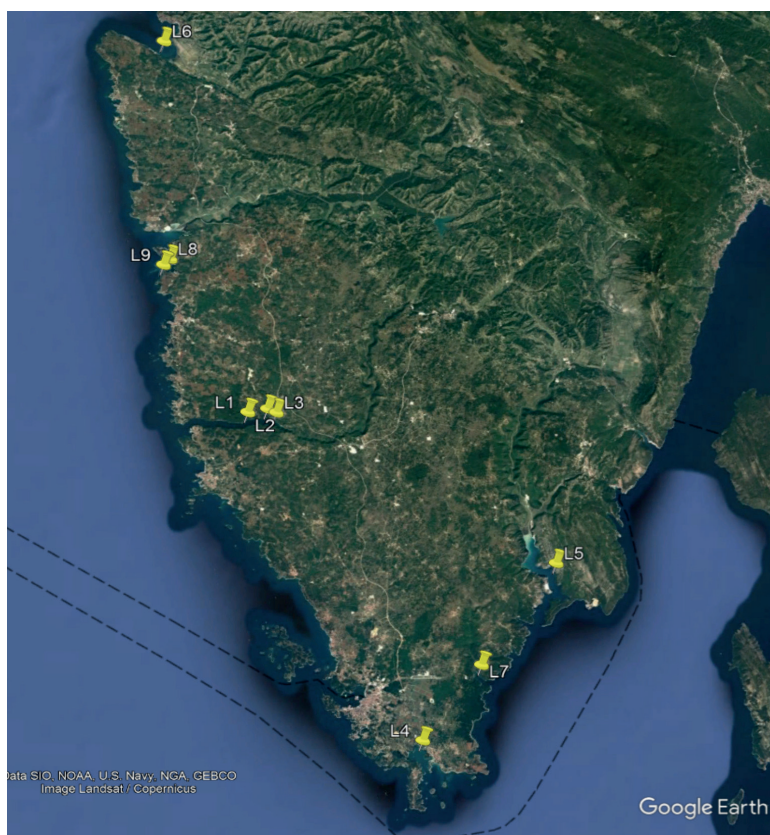 L6
L8
L9
L1
L3
L2
L5
L7
L4
Data SIO, NOAA, U.S. Navy, NGA, GEBCO
Image Landsat / Copernicus
Google Earth